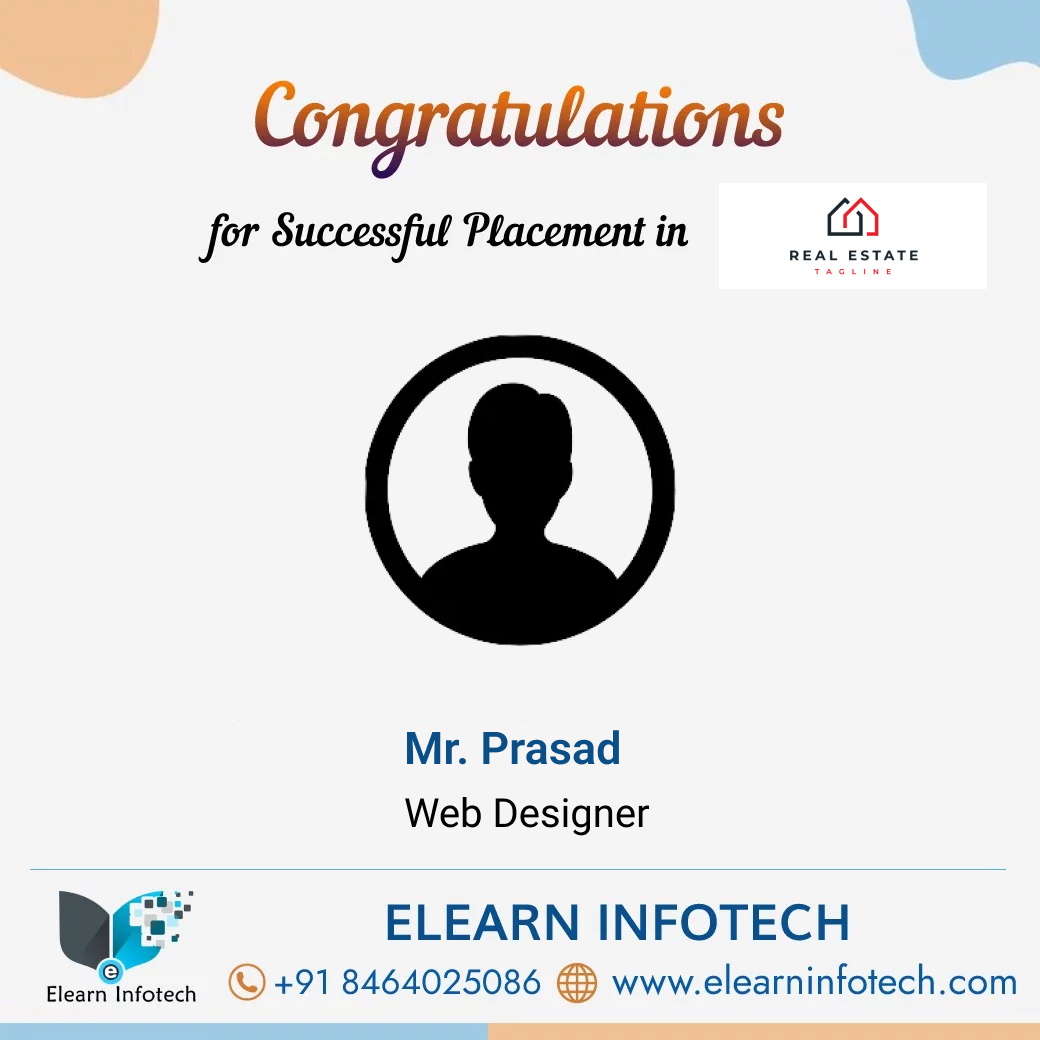 Congratulations
for Successful Placement in
REAL ESTATE
TAGLINE
Mr. Prasad
Web Designer
e
Elearn Infotech
ELEARN INFOTECH
+91 8464025086 www.elearninfotech.com